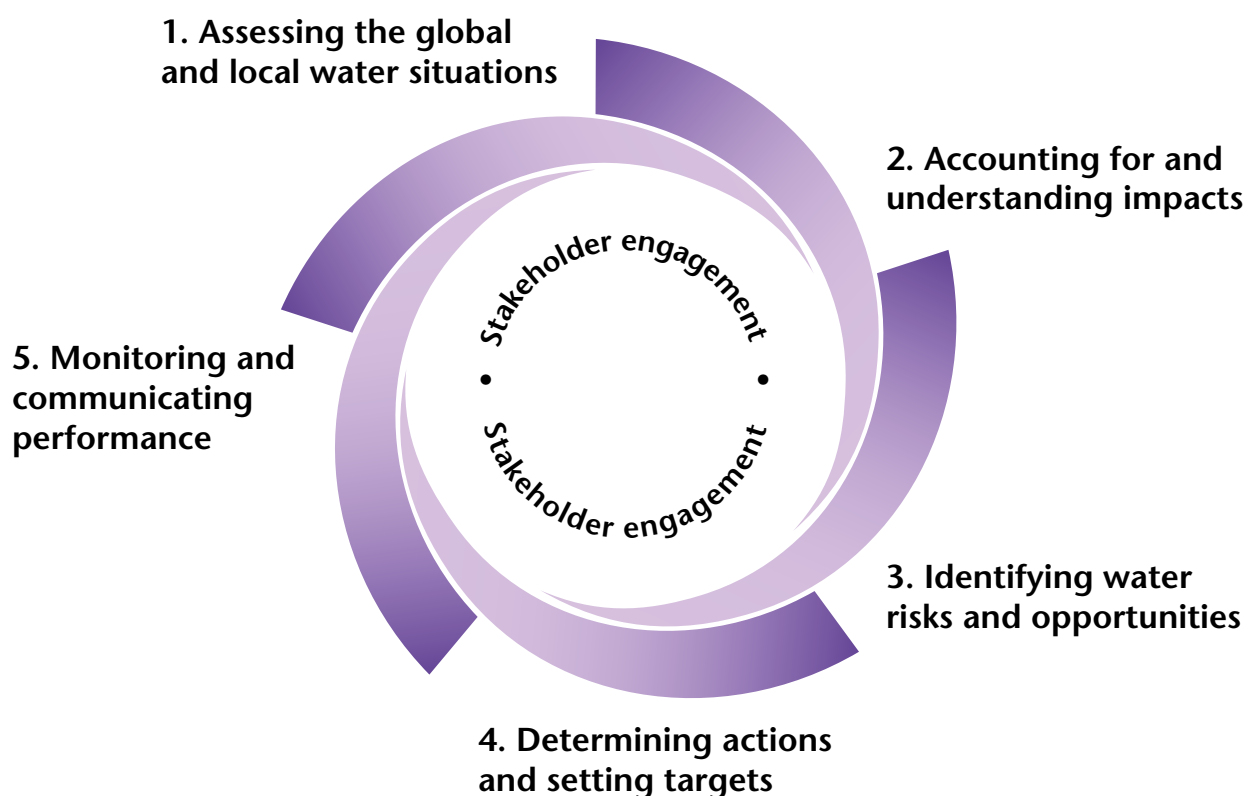 1. Assessing the global
and local water situations
2. Accounting for and
understanding impacts
Stakeholder engagement
•
•
Stakeholder engagement
5. Monitoring and
communicating
performance
3. Identifying water
risks and opportunities
4. Determining actions
and setting targets